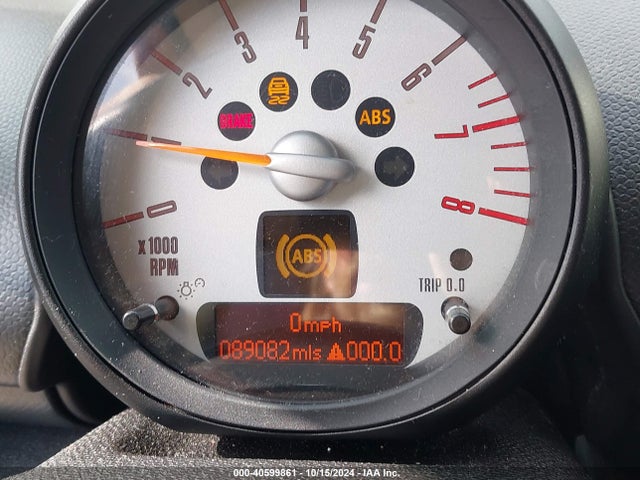 0
2
3
4
5
6
7
8
BRAKE
ABS
x1000
RPM
ABS
TRIP 0.0
0mph
089082mls 000.0
000-40599861 - 10/15/2024 - IAA Inc.